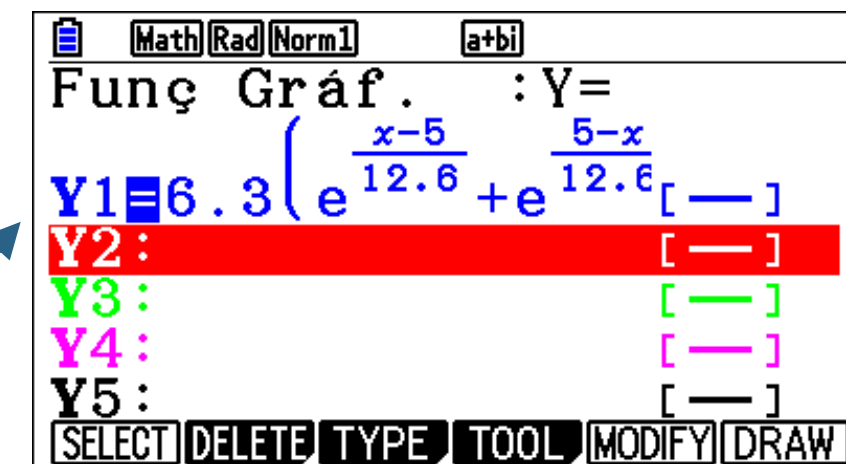 Math Rad Norm1 a+bi
Funç Gráf. :Y=
Y1=6.3(e^((x-5)/12.6)+e^((5-x)/12.6 [—]
Y2: [—]
Y3: [—]
Y4: [—]
Y5: [—]
SELECT DELETE TYPE TOOL MODIFY DRAW